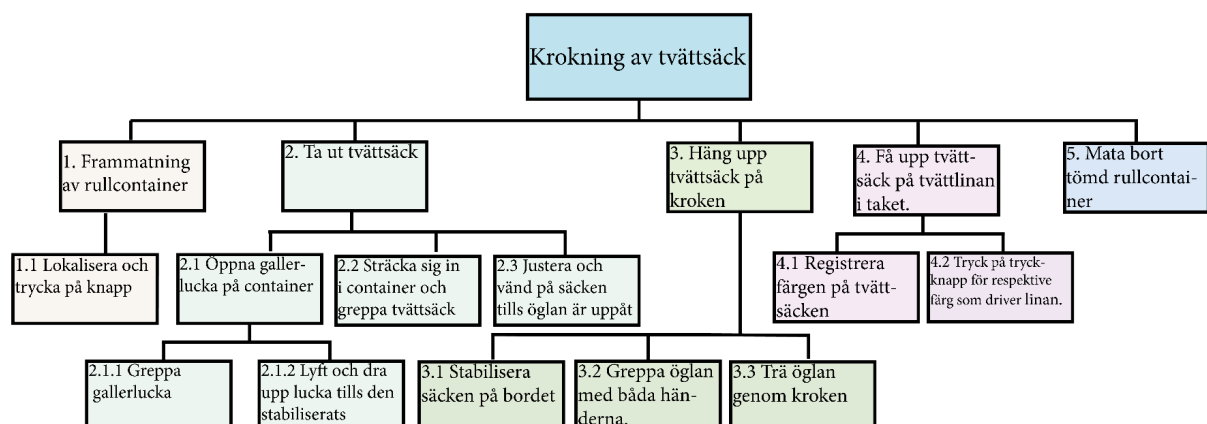 Krokning av tvättsäck
1. Frammatning
av rullcontainer
2. Ta ut tvättsäck
3. Häng upp
tvättsäck på
kroken
4. Få upp tvätt-
säck på tvättlinan
i taket.
5. Mata bort
tömd rullcontai-
ner
1.1 Lokalisera och
trycka på knapp
2.1 Öppna galler-
lucka på container
2.2 Sträcka sig in
i container och
greppa tvättsäck
2.3 Justera och
vänd på säcken
tills öglan är uppåt
4.1 Registrera
färgen på tvätt-
säcken
4.2 Tryck på tryck-
knapp för respektive
färg som driver linan.
2.1.1 Greppa
gallerlucka
2.1.2 Lyft och dra
upp lucka tills den
stabiliserats
3.1 Stabilisera
säcken på bordet
3.2 Greppa öglan
med båda hän-
derna.
3.3 Trä öglan
genom kroken